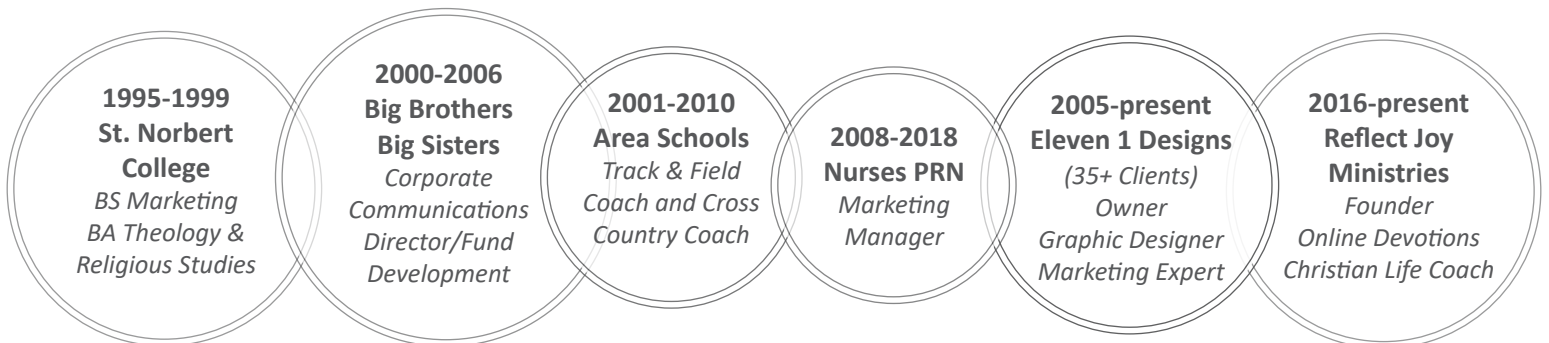 1995-1999
St. Norbert
College
BS Marketing
BA Theology &
Religious Studies
2000-2006
Big Brothers
Big Sisters
Corporate
Communications
Director/Fund
Development
2001-2010
Area Schools
Track & Field
Coach and Cross
Country Coach
2008-2018
Nurses PRN
Marketing
Manager
2005-present
Eleven 1 Designs
(35+ Clients)
Owner
Graphic Designer
Marketing Expert
2016-present
Reflect Joy
Ministries
Founder
Online Devotions
Christian Life Coach